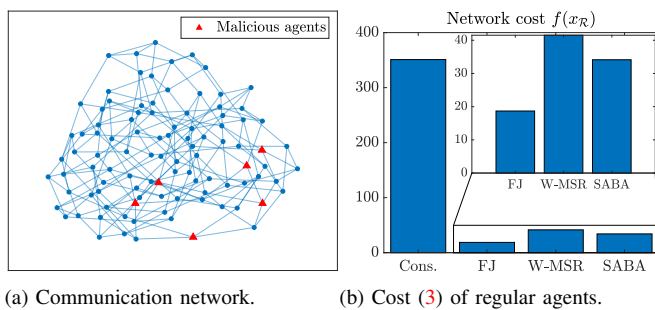 Malicious agents
(a) Communication network.
Network cost f(x_R)
400
300
200
100
0
40
30
20
10
0
FJ W-MSR SABA
Cons. FJ W-MSR SABA
(b) Cost (3) of regular agents.